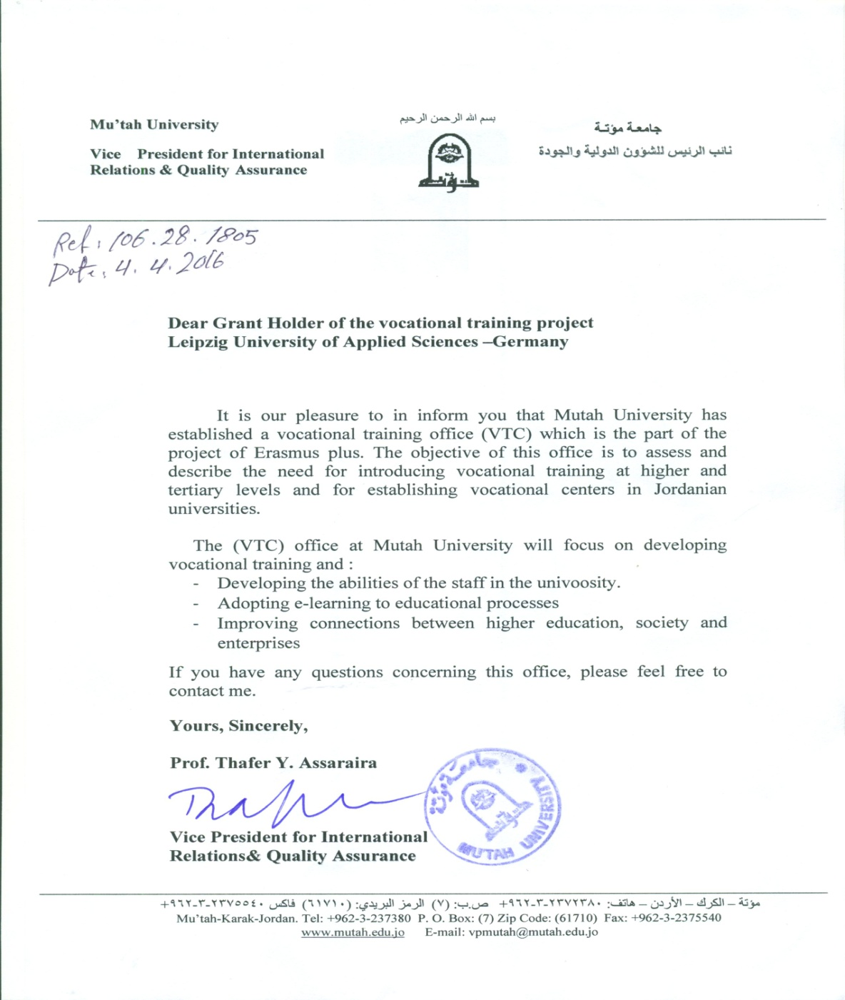 Mu'tah University
Vice President for International
Relations & Quality Assurance
بسم الله الرحمن الرحيم
مؤتة
جامعة مؤتة
نائب الرئيس للشؤون الدولية والجودة
Ref: 106.28.1805
Date: 4.4.2016
Dear Grant Holder of the vocational training project
Leipzig University of Applied Sciences –Germany
It is our pleasure to in inform you that Mutah University has
established a vocational training office (VTC) which is the part of the
project of Erasmus plus. The objective of this office is to assess and
describe the need for introducing vocational training at higher and
tertiary levels and for establishing vocational centers in Jordanian
universities.
The (VTC) office at Mutah University will focus on developing
vocational training and :
- Developing the abilities of the staff in the univoosity.
- Adopting e-learning to educational processes
- Improving connections between higher education, society and
enterprises
If you have any questions concerning this office, please feel free to
contact me.
Yours, Sincerely,
Prof. Thafer Y. Assaraira
Vice President for International
Relations& Quality Assurance
جامعة مؤتة
MU'TAH UNIVERSITY
مؤتة – الكرك – الأردن – هاتف: ٢٣٧٢٣٨٠-٣-٩٦٢+ ص.ب: (٧) الرمز البريدي: (٦١٧١٠) فاكس ٢٣٧٥٥٤٠-٣-٩٦٢+
Mu'tah-Karak-Jordan. Tel: +962-3-237380 P. O. Box: (7) Zip Code: (61710) Fax: +962-3-2375540
www.mutah.edu.jo E-mail: vpmutah@mutah.edu.jo